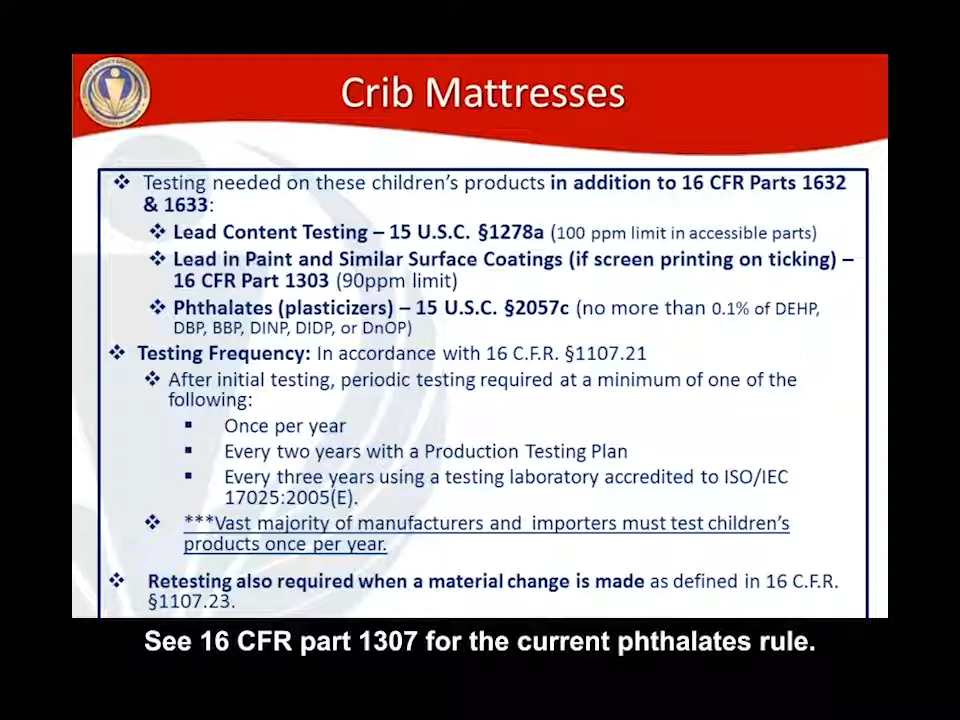 Crib Mattresses
❖ Testing needed on these children's products in addition to 16 CFR Parts 1632
& 1633:
❖ Lead Content Testing – 15 U.S.C. §1278a (100 ppm limit in accessible parts)
❖ Lead in Paint and Similar Surface Coatings (if screen printing on ticking) –
16 CFR Part 1303 (90ppm limit)
❖ Phthalates (plasticizers) – 15 U.S.C. §2057c (no more than 0.1% of DEHP,
DBP, BBP, DINP, DIDP, or DnOP)
❖ Testing Frequency: In accordance with 16 C.F.R. §1107.21
❖ After initial testing, periodic testing required at a minimum of one of the
following:
▪ Once per year
▪ Every two years with a Production Testing Plan
▪ Every three years using a testing laboratory accredited to ISO/IEC
17025:2005(E).
❖ ***Vast majority of manufacturers and importers must test children's
products once per year.
❖ Retesting also required when a material change is made as defined in 16 C.F.R.
§1107.23.
See 16 CFR part 1307 for the current phthalates rule.